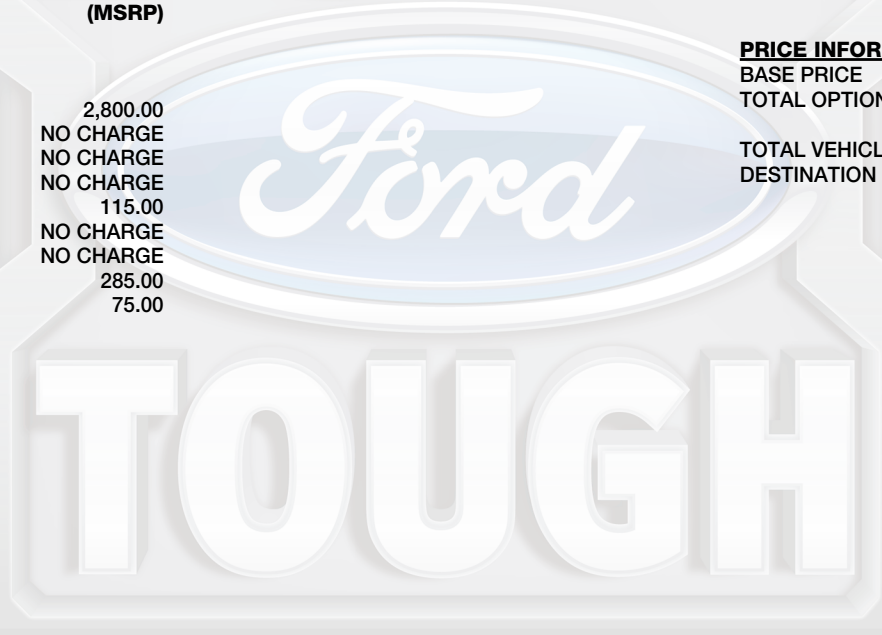 (MSRP)
2,800.00
NO CHARGE
NO CHARGE
NO CHARGE
115.00
NO CHARGE
NO CHARGE
285.00
75.00
PRICE INFOR
BASE PRICE
TOTAL OPTION
TOTAL VEHICL
DESTINATION
Ford
TOUGH